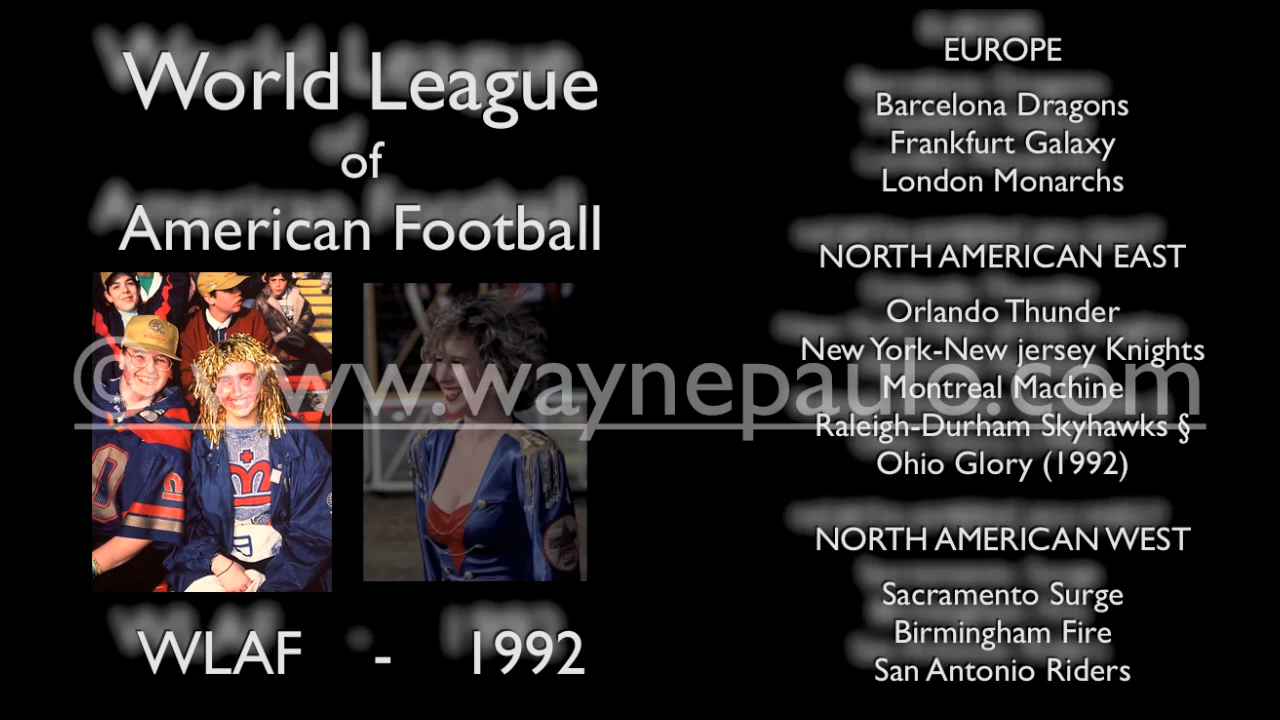 World League
of
American Football
WLAF - 1992
EUROPE
Barcelona Dragons
Frankfurt Galaxy
London Monarchs
NORTH AMERICAN EAST
Orlando Thunder
New York-New jersey Knights
Montreal Machine
Raleigh-Durham Skyhawks §
Ohio Glory (1992)
NORTH AMERICAN WEST
Sacramento Surge
Birmingham Fire
San Antonio Riders
© www.waynepaulo.com